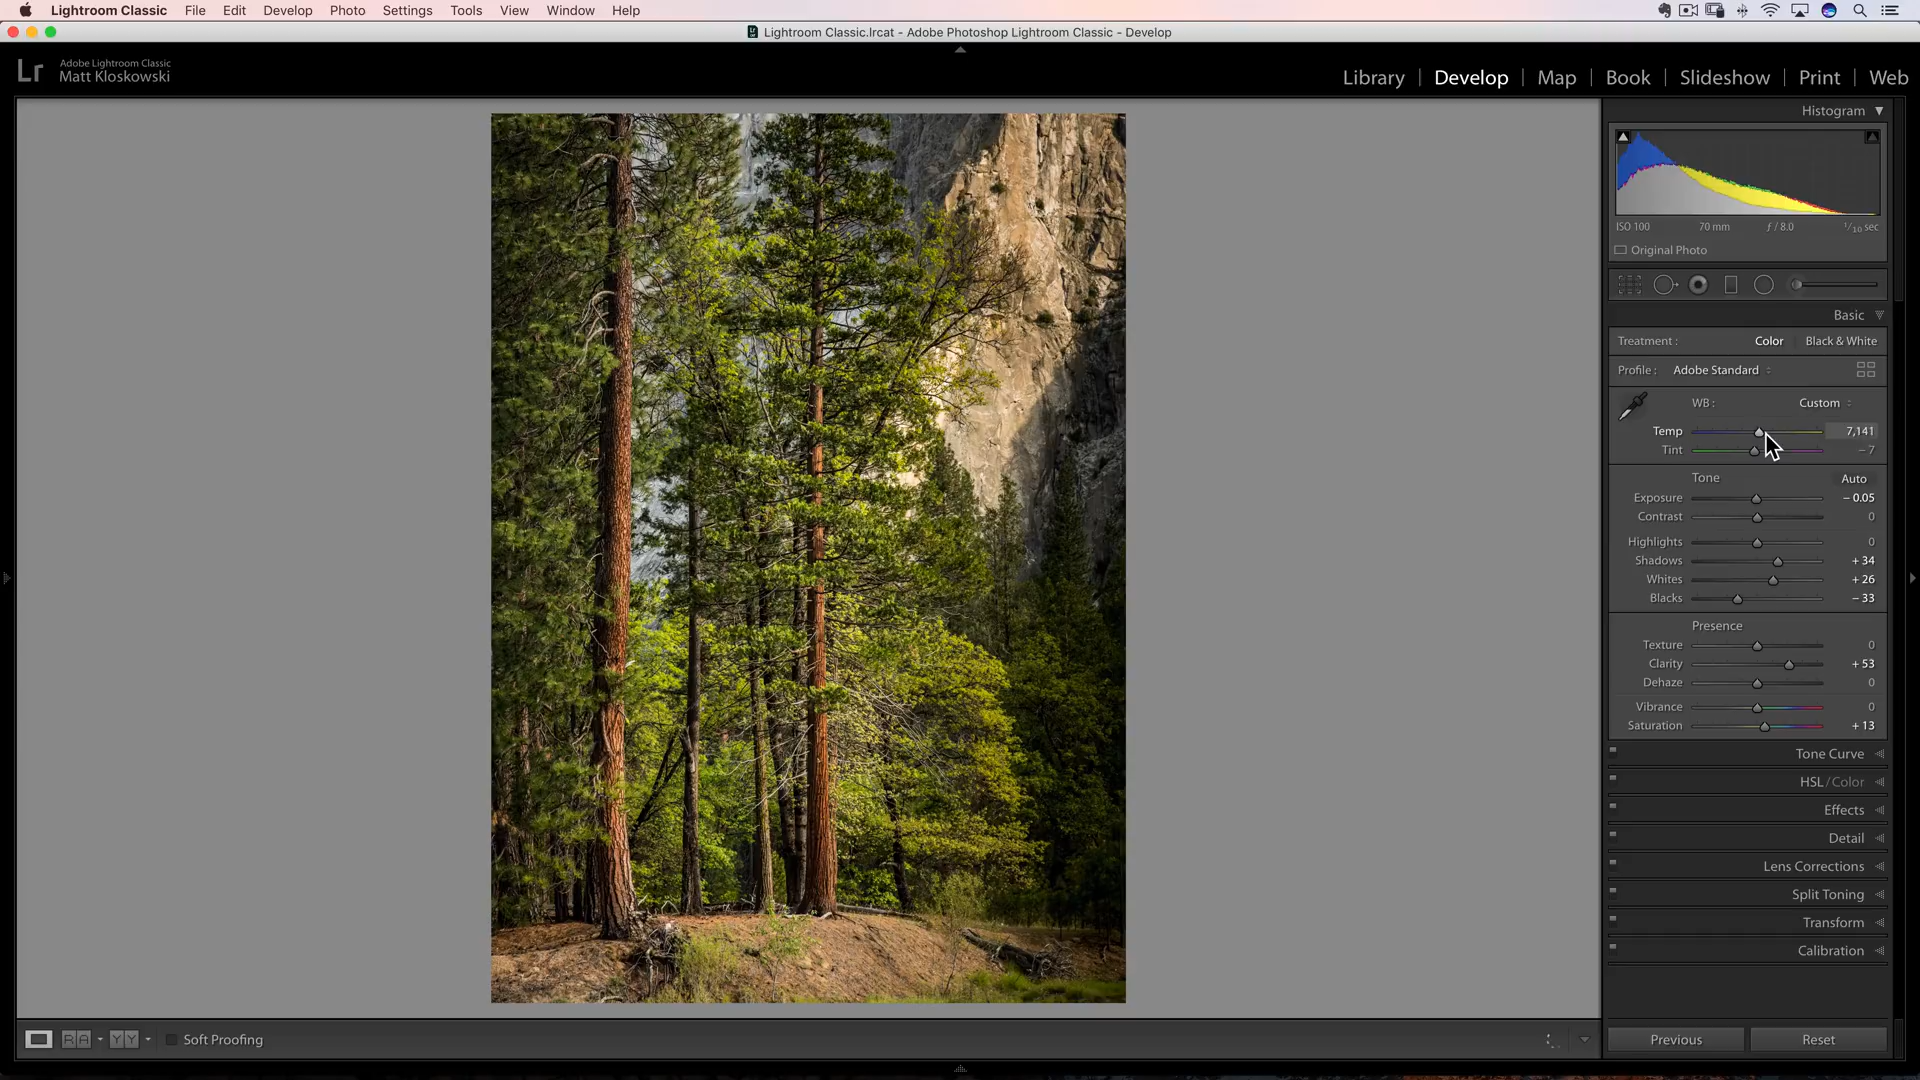 Lightroom Classic File Edit Develop Photo Settings Tools View Window Help
Lightroom Classic.lrcat - Adobe Photoshop Lightroom Classic - Develop
Lr Adobe Lightroom Classic
Matt Kloskowski
Library | Develop | Map | Book | Slideshow | Print | Web
Histogram
ISO 100 70 mm ƒ / 8.0 1/10 sec
Original Photo
Basic
Treatment : Color Black & White
Profile : Adobe Standard
WB : Custom
Temp 7,141
Tint – 7
Tone Auto
Exposure – 0.05
Contrast 0
Highlights 0
Shadows + 34
Whites + 26
Blacks – 33
Presence
Texture 0
Clarity + 53
Dehaze 0
Vibrance 0
Saturation + 13
Tone Curve
HSL / Color
Effects
Detail
Lens Corrections
Split Toning
Transform
Calibration
R A Y Y Soft Proofing
Previous Reset